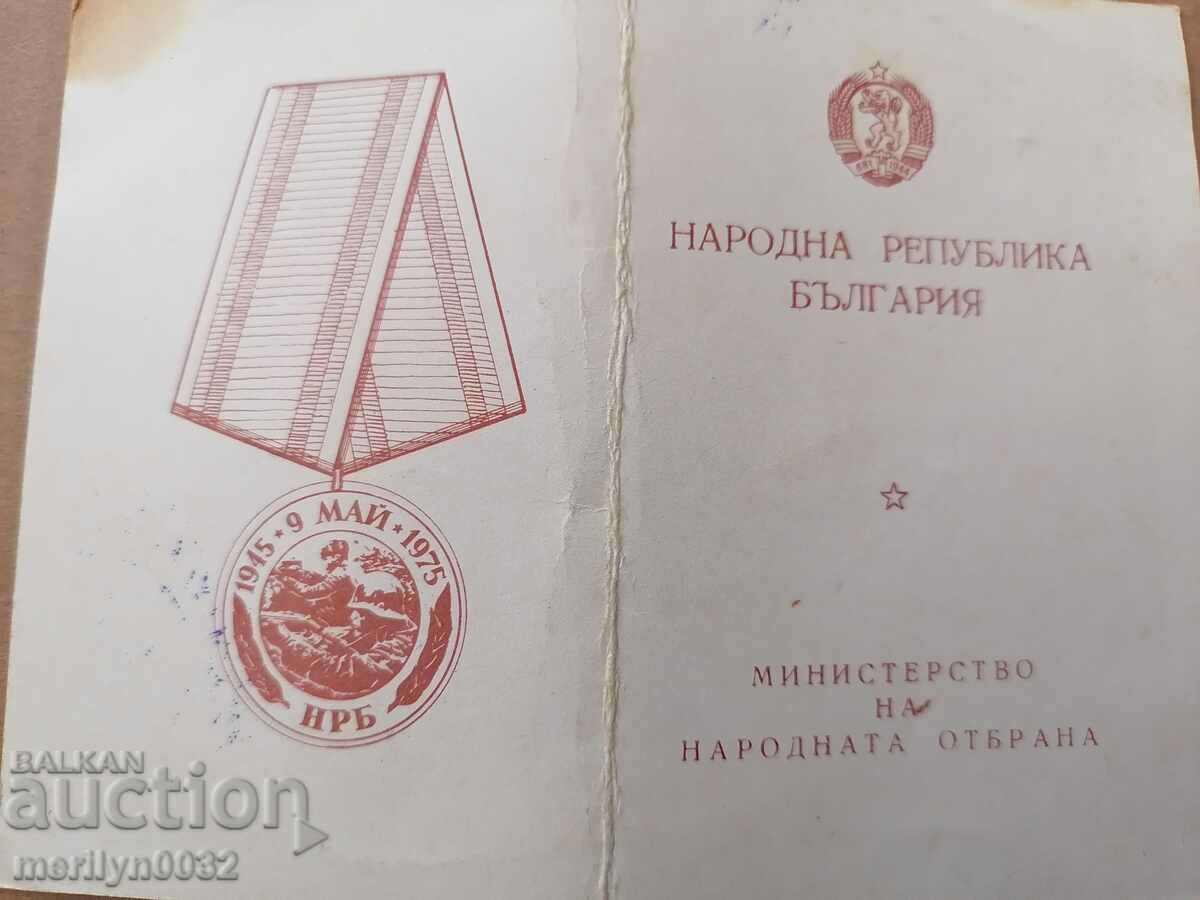 1945 * 9 МАЙ * 1975
НРБ
НАРОДНА РЕПУБЛИКА
БЪЛГАРИЯ
МИНИСТЕРСТВО
НА
НАРОДНАТА ОТБРАНА
BALKAN
auction
merilyn0032